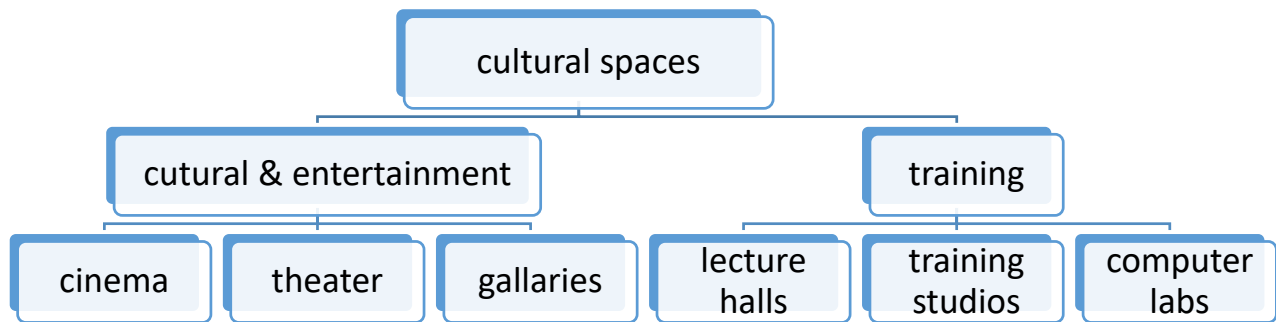 cultural spaces
cutural & entertainment
training
cinema
theater
gallaries
lecture
halls
training
studios
computer
labs